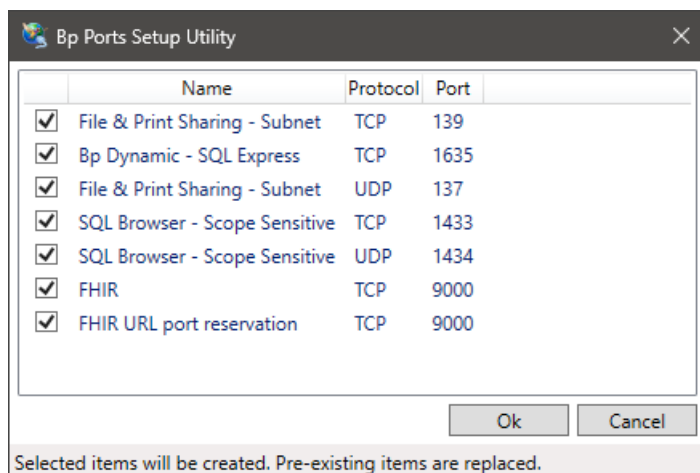 Bp Ports Setup Utility
Name Protocol Port
File & Print Sharing - Subnet TCP 139
Bp Dynamic - SQL Express TCP 1635
File & Print Sharing - Subnet UDP 137
SQL Browser - Scope Sensitive TCP 1433
SQL Browser - Scope Sensitive UDP 1434
FHIR TCP 9000
FHIR URL port reservation TCP 9000
Ok Cancel
Selected items will be created. Pre-existing items are replaced.